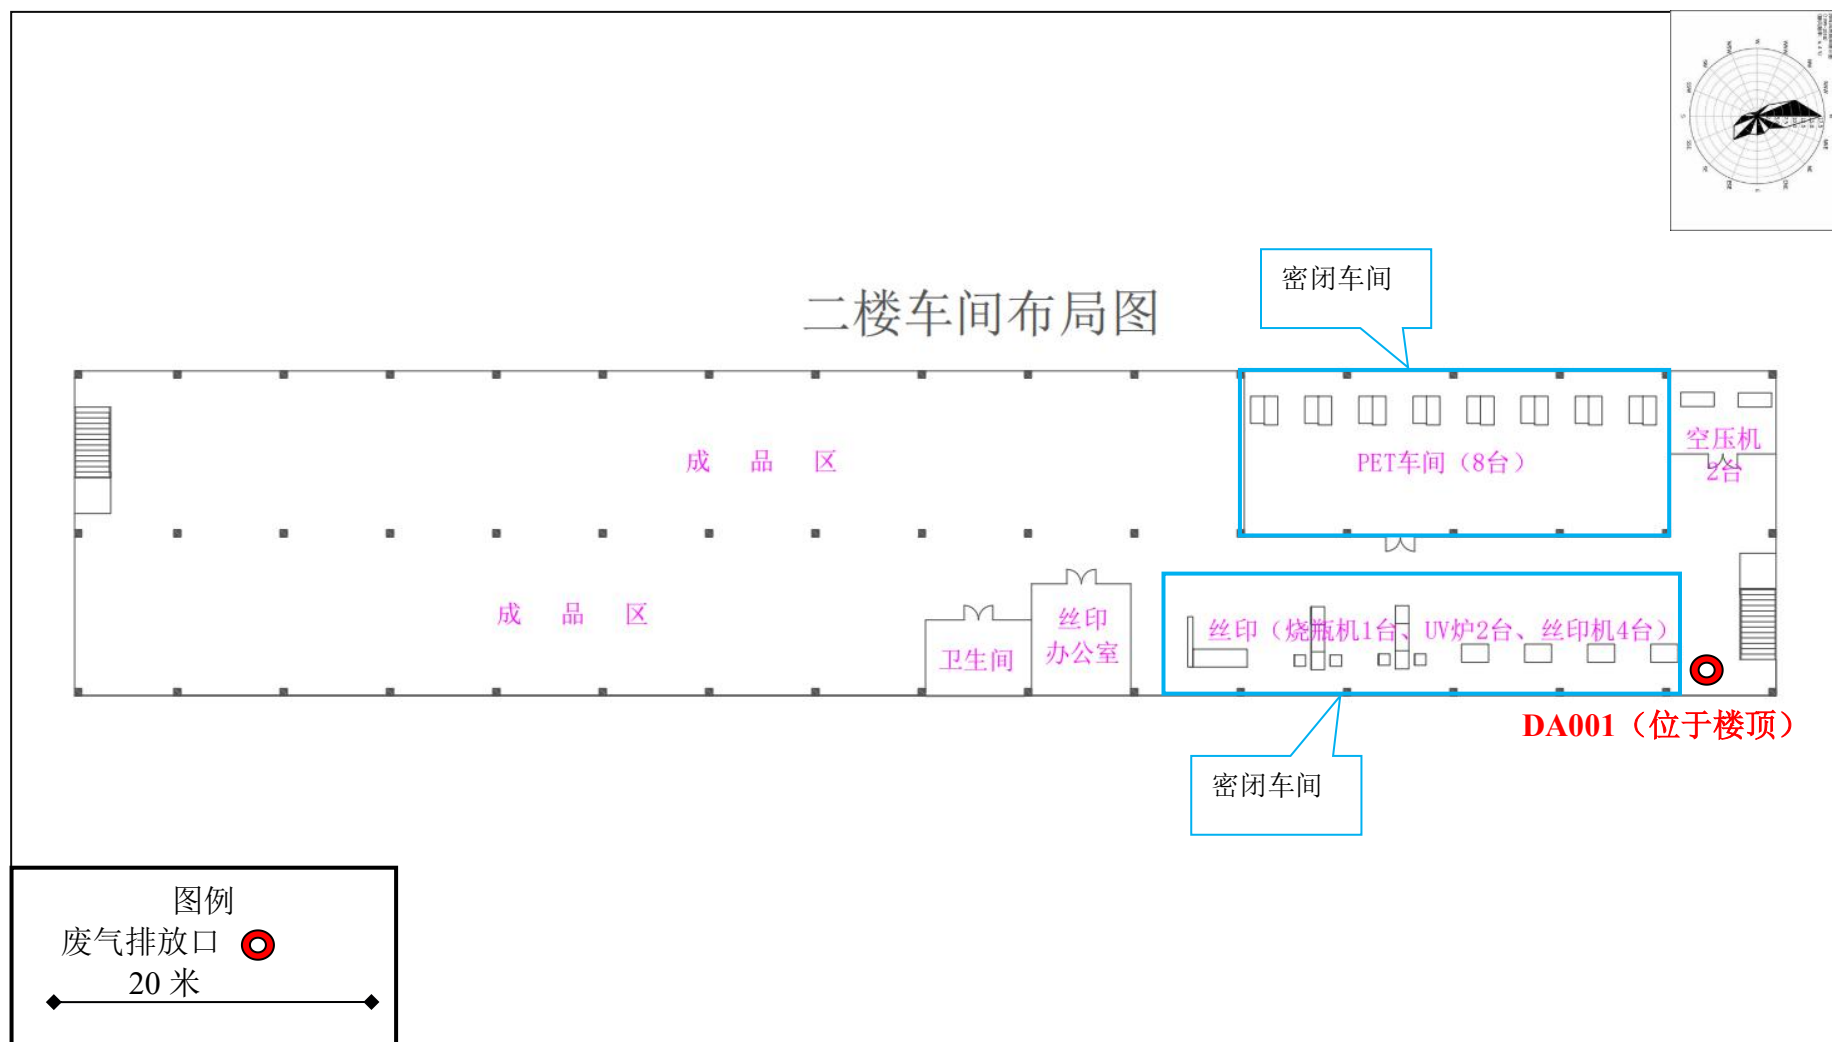 密闭车间
二楼车间布局图
成 品 区
PET车间（8台）
空压机
2台
成 品 区
卫生间
丝印
办公室
丝印（烧瓶机1台、UV炉2台、丝印机4台）
DA001（位于楼顶）
密闭车间
图例
废气排放口
20 米